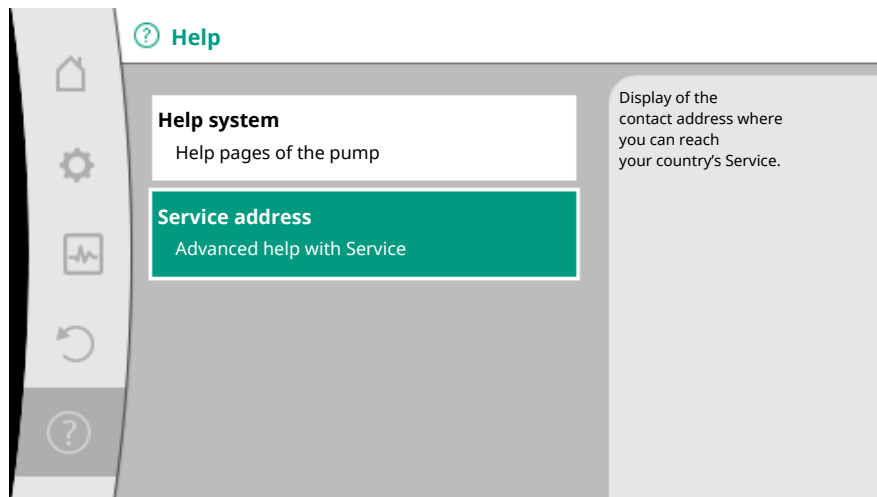 Help
Help system
Help pages of the pump
Service address
Advanced help with Service
Display of the
contact address where
you can reach
your country’s Service.